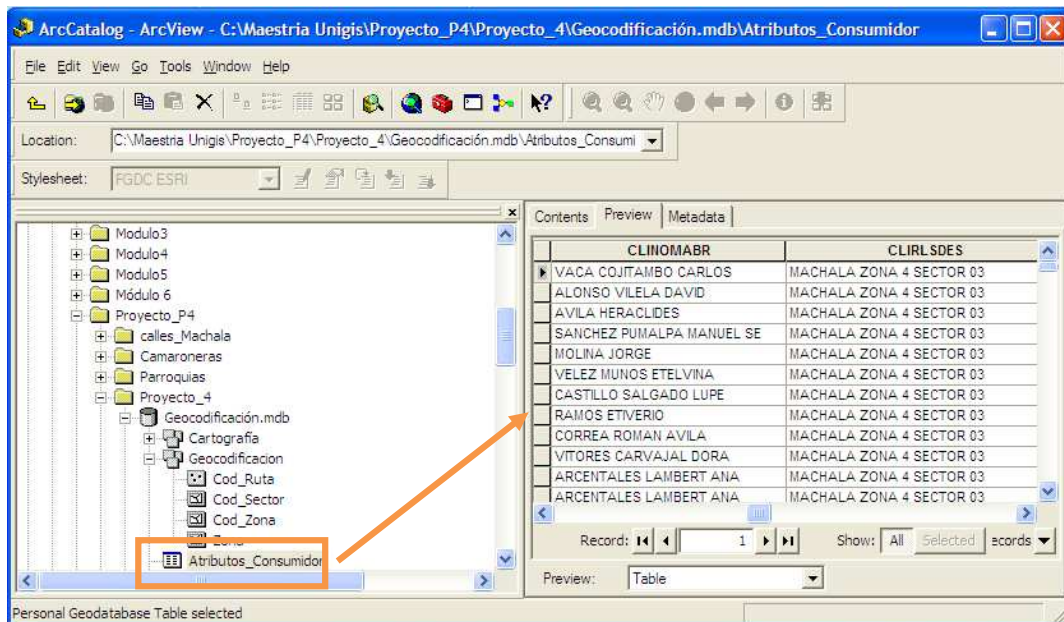 ArcCatalog - ArcView - C:\Maestria Unigis\Proyecto_P4\Proyecto_4\Geocodificación.mdb\Atributos_Consumidor
File Edit View Go Tools Window Help
Location: C:\Maestria Unigis\Proyecto_P4\Proyecto_4\Geocodificación.mdb\Atributos_Consumi
Stylesheet: FGDC ESRI
Modulo3
Modulo4
Modulo5
Módulo 6
Proyecto_P4
calles_Machala
Camaroneras
Parroquias
Proyecto_4
Geocodificación.mdb
Cartografía
Geocodificacion
Cod_Ruta
Cod_Sector
Cod_Zona
Atributos_Consumidor
Contents Preview Metadata
CLINOMABR CLIRLSDES
VACA COJITAMBO CARLOS MACHALA ZONA 4 SECTOR 03
ALONSO VILELA DAVID MACHALA ZONA 4 SECTOR 03
AVILA HERACLIDES MACHALA ZONA 4 SECTOR 03
SANCHEZ PUMALPA MANUEL SE MACHALA ZONA 4 SECTOR 03
MOLINA JORGE MACHALA ZONA 4 SECTOR 03
VELEZ MUNOS ETELVINA MACHALA ZONA 4 SECTOR 03
CASTILLO SALGADO LUPE MACHALA ZONA 4 SECTOR 03
RAMOS ETIVERIO MACHALA ZONA 4 SECTOR 03
CORREA ROMAN AVILA MACHALA ZONA 4 SECTOR 03
VITORES CARVAJAL DORA MACHALA ZONA 4 SECTOR 03
ARCENTALES LAMBERT ANA MACHALA ZONA 4 SECTOR 03
ARCENTALES LAMBERT ANA MACHALA ZONA 4 SECTOR 03
Record: 1 Show: All Selected ecords
Preview: Table
Personal Geodatabase Table selected